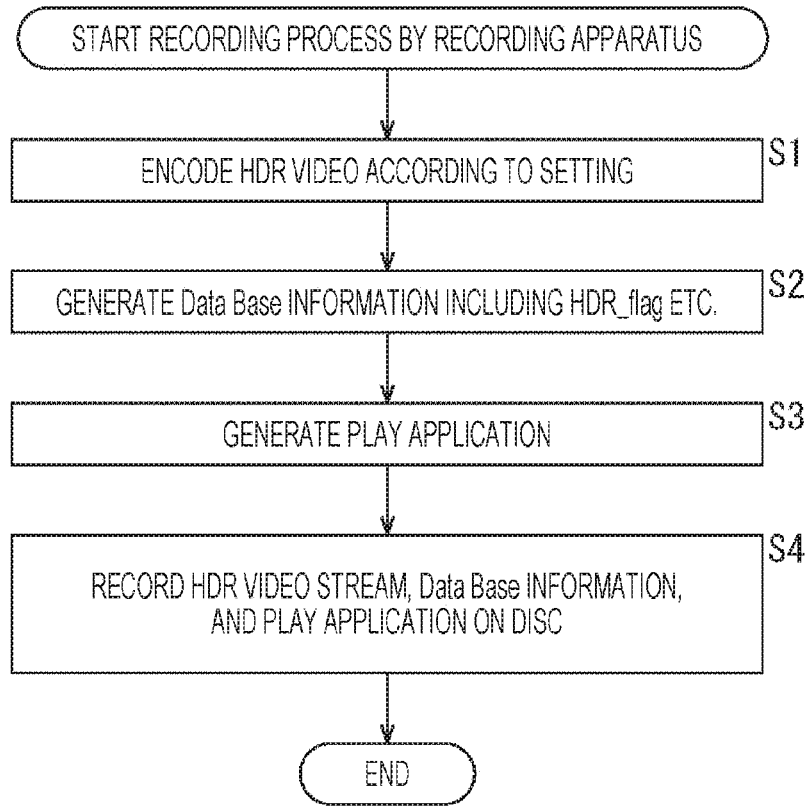 START RECORDING PROCESS BY RECORDING APPARATUS
S1
ENCODE HDR VIDEO ACCORDING TO SETTING
S2
GENERATE Data Base INFORMATION INCLUDING HDR_flag ETC.
S3
GENERATE PLAY APPLICATION
S4
RECORD HDR VIDEO STREAM, Data Base INFORMATION,
AND PLAY APPLICATION ON DISC
END